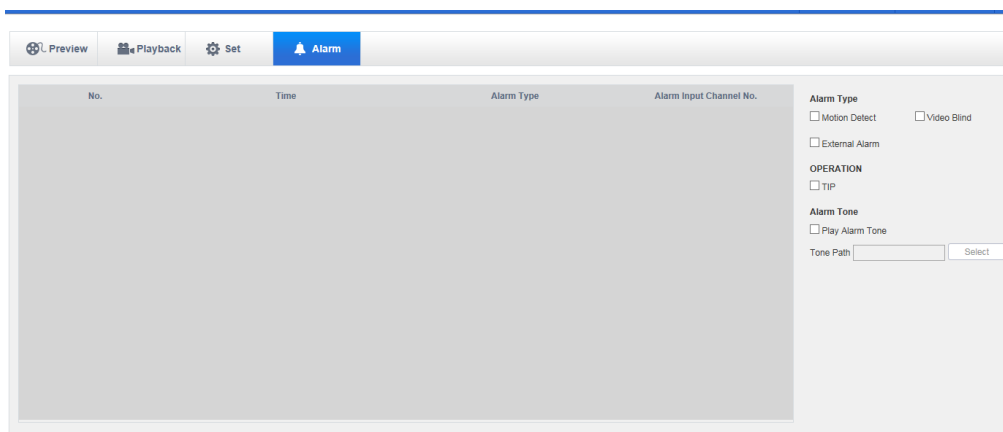 Preview Playback Set Alarm
No. Time Alarm Type Alarm Input Channel No.
Alarm Type
Motion Detect Video Blind
External Alarm
OPERATION
TIP
Alarm Tone
Play Alarm Tone
Tone Path Select